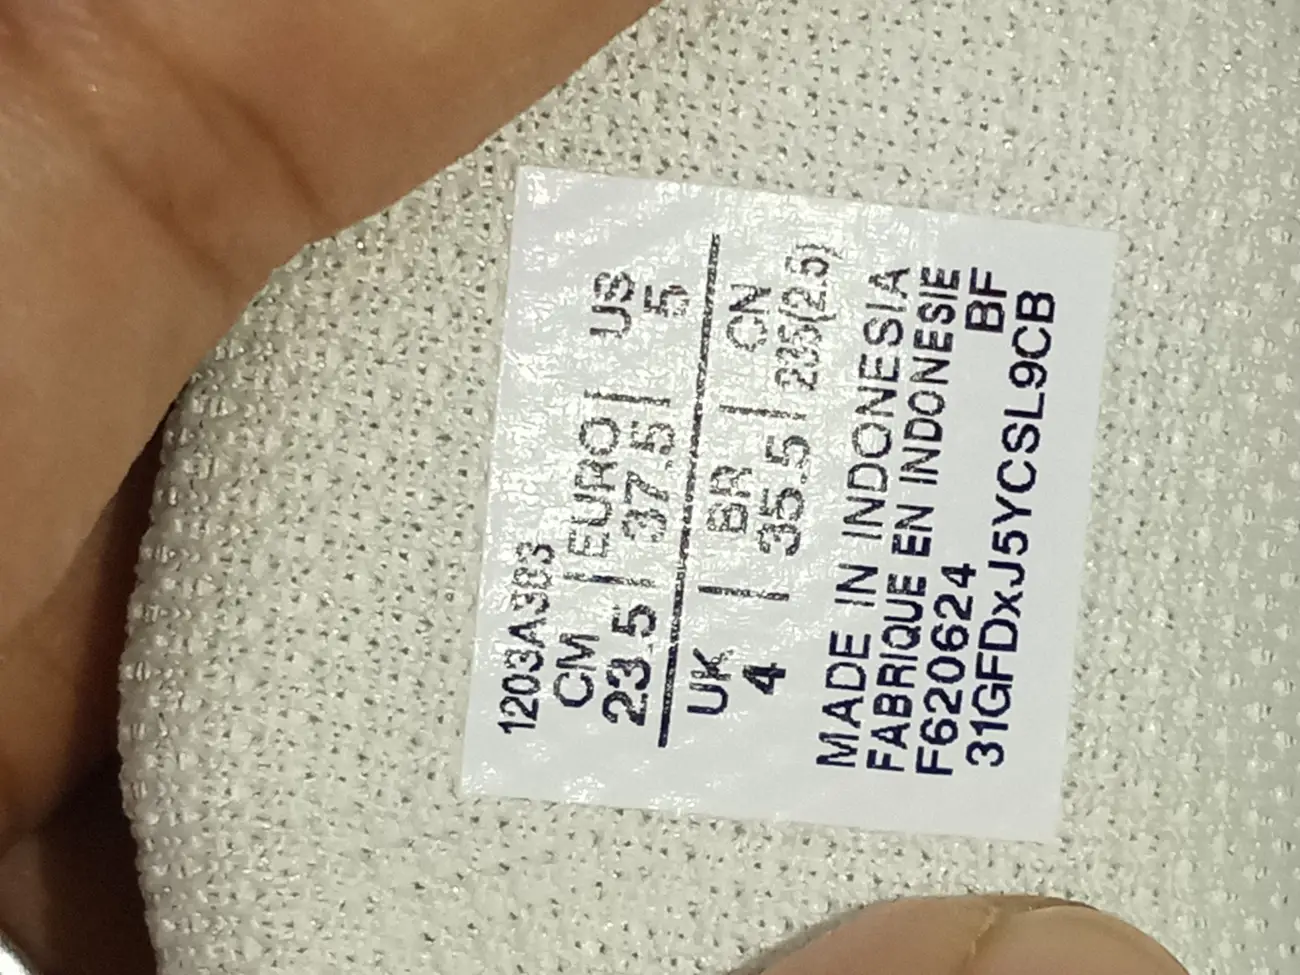 1203A303
CM | EURO | US
23.5 | 37.5 | 5
UK | BR | CN
4 | 35.5 | 235(2.5)
MADE IN INDONESIA
FABRIQUE EN INDONESIE
F620624 BF
31GFDxJ5YCSL9CB